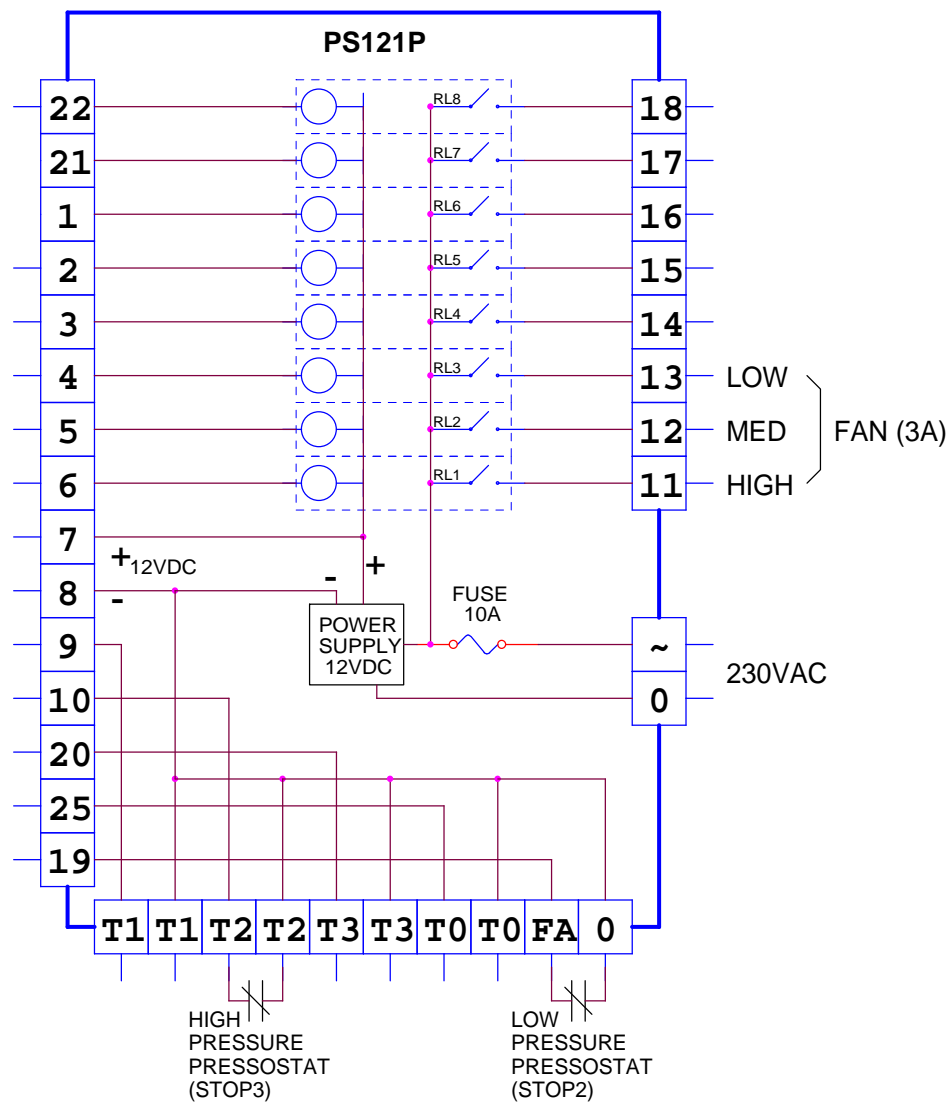 PS121P
22
RL8
18
21
RL7
17
1
RL6
16
2
RL5
15
3
RL4
14
4
RL3
13
LOW
5
RL2
12
MED
FAN (3A)
6
RL1
11
HIGH
7
+
12VDC
-
+
8
-
FUSE
10A
9
POWER
SUPPLY
12VDC
~
230VAC
10
0
20
25
19
T1 T1 T2 T2 T3 T3 T0 T0 FA 0
HIGH
PRESSURE
PRESSOSTAT
(STOP3)
LOW
PRESSURE
PRESSOSTAT
(STOP2)